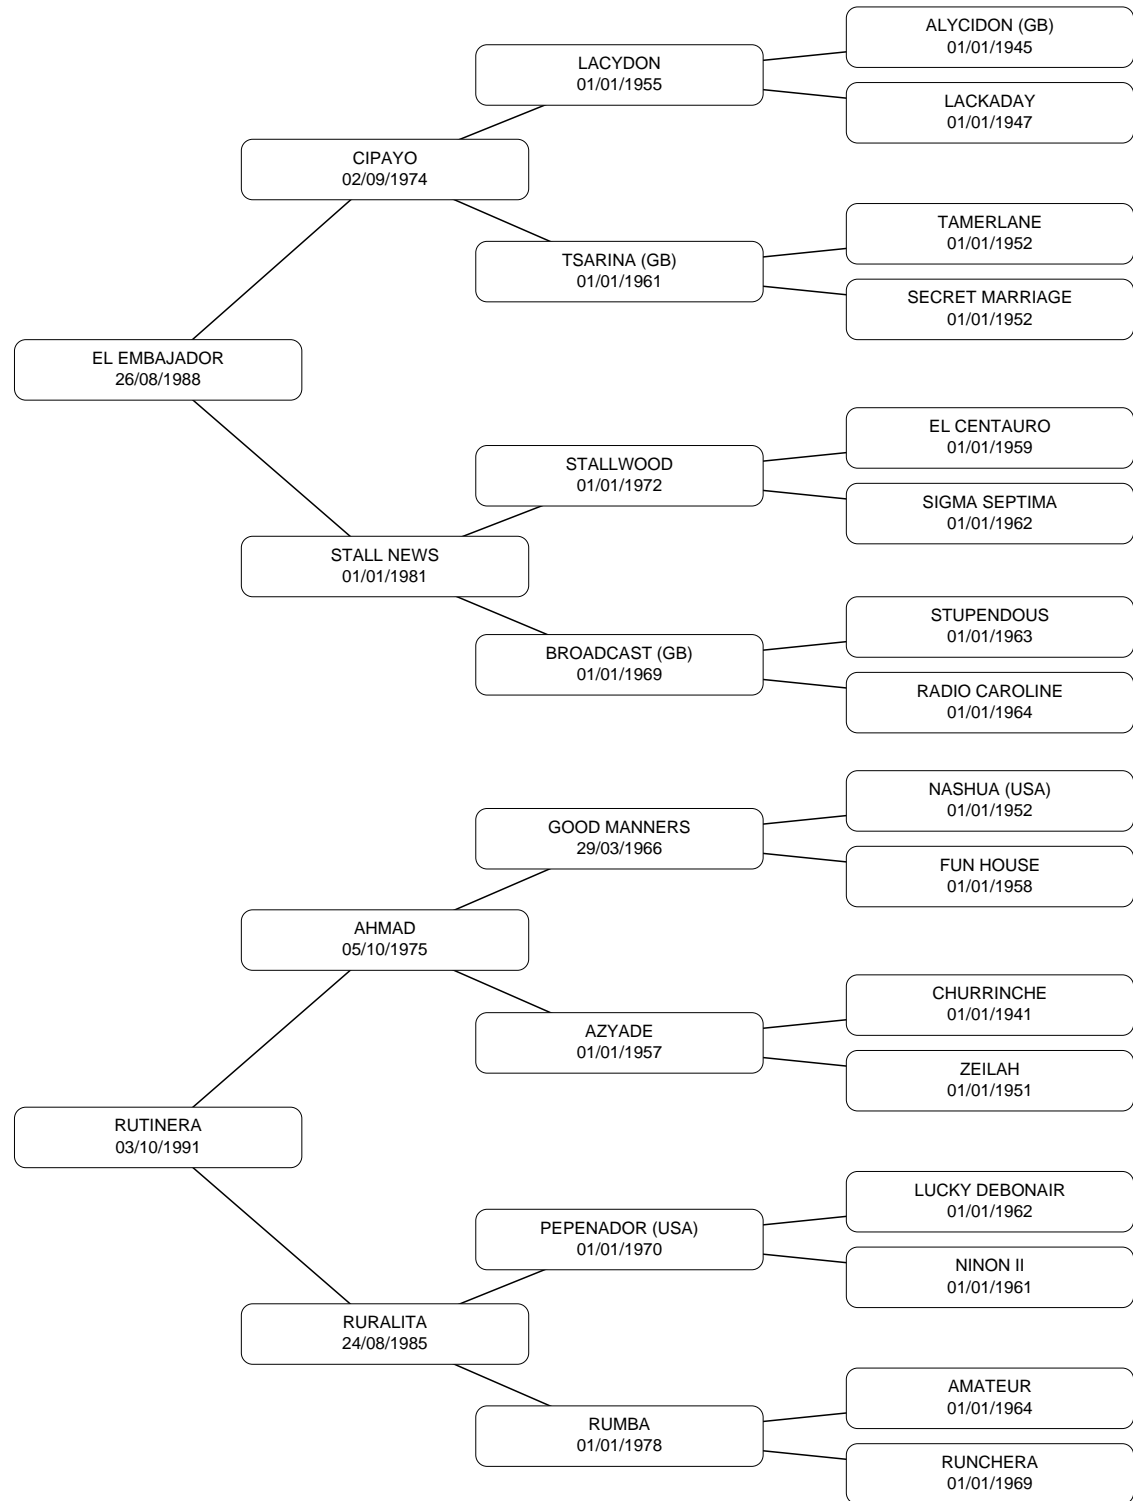 ALYCIDON (GB)
01/01/1945
LACYDON
01/01/1955
LACKADAY
01/01/1947
CIPAYO
02/09/1974
TAMERLANE
01/01/1952
TSARINA (GB)
01/01/1961
SECRET MARRIAGE
01/01/1952
EL EMBAJADOR
26/08/1988
EL CENTAURO
01/01/1959
STALLWOOD
01/01/1972
SIGMA SEPTIMA
01/01/1962
STALL NEWS
01/01/1981
STUPENDOUS
01/01/1963
BROADCAST (GB)
01/01/1969
RADIO CAROLINE
01/01/1964
NASHUA (USA)
01/01/1952
GOOD MANNERS
29/03/1966
FUN HOUSE
01/01/1958
AHMAD
05/10/1975
CHURRINCHE
01/01/1941
AZYADE
01/01/1957
ZEILAH
01/01/1951
RUTINERA
03/10/1991
LUCKY DEBONAIR
01/01/1962
PEPENADOR (USA)
01/01/1970
NINON II
01/01/1961
RURALITA
24/08/1985
AMATEUR
01/01/1964
RUMBA
01/01/1978
RUNCHERA
01/01/1969